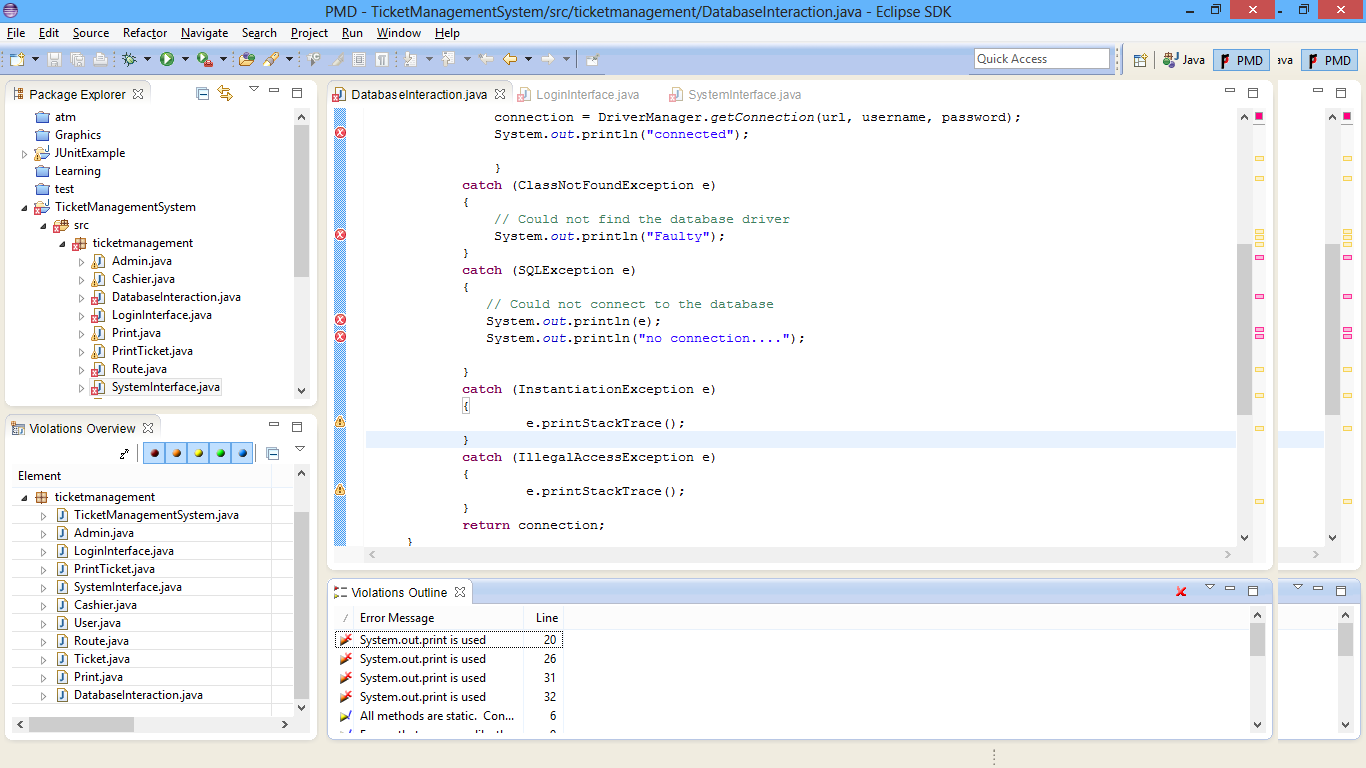 PMD - TicketManagementSystem/src/ticketmanagement/DatabaseInteraction.java - Eclipse SDK
File Edit Source Refactor Navigate Search Project Run Window Help
Quick Access
Java PMD ava PMD
Package Explorer
atm
Graphics
JUnitExample
Learning
test
TicketManagementSystem
src
ticketmanagement
Admin.java
Cashier.java
DatabaseInteraction.java
LoginInterface.java
Print.java
PrintTicket.java
Route.java
SystemInterface.java
Violations Overview
Element
ticketmanagement
TicketManagementSystem.java
Admin.java
LoginInterface.java
PrintTicket.java
SystemInterface.java
Cashier.java
User.java
Route.java
Ticket.java
Print.java
DatabaseInteraction.java
DatabaseInteraction.java LoginInterface.java SystemInterface.java
connection = DriverManager.getConnection(url, username, password);
System.out.println("connected");
}
catch (ClassNotFoundException e)
{
// Could not find the database driver
System.out.println("Faulty");
}
catch (SQLException e)
{
// Could not connect to the database
System.out.println(e);
System.out.println("no connection....");
}
catch (InstantiationException e)
{
e.printStackTrace();
}
catch (IllegalAccessException e)
{
e.printStackTrace();
}
return connection;
}
Violations Outline
/ Error Message Line
System.out.print is used 20
System.out.print is used 26
System.out.print is used 31
System.out.print is used 32
All methods are static. Con... 6